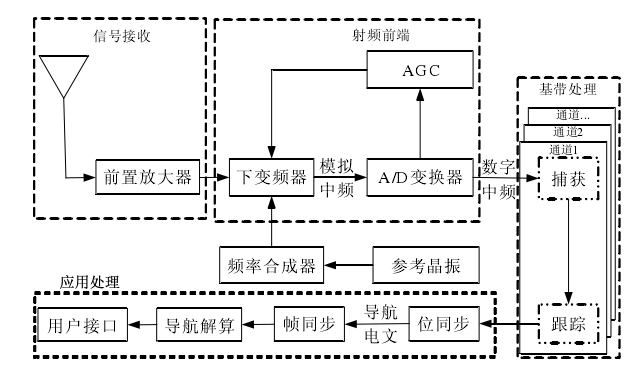 信号接收
射频前端
AGC
基带处理
通道...
通道2
通道1
前置放大器
下变频器
模拟
中频
A/D变换器
数字
中频
捕获
频率合成器
参考晶振
应用处理
用户接口
导航解算
帧同步
导航
电文
位同步
跟踪